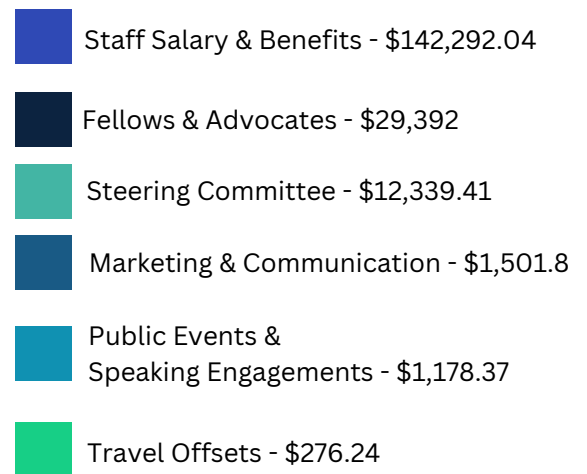 Staff Salary & Benefits - $142,292.04
Fellows & Advocates - $29,392
Steering Committee - $12,339.41
Marketing & Communication - $1,501.8
Public Events &
Speaking Engagements - $1,178.37
Travel Offsets - $276.24